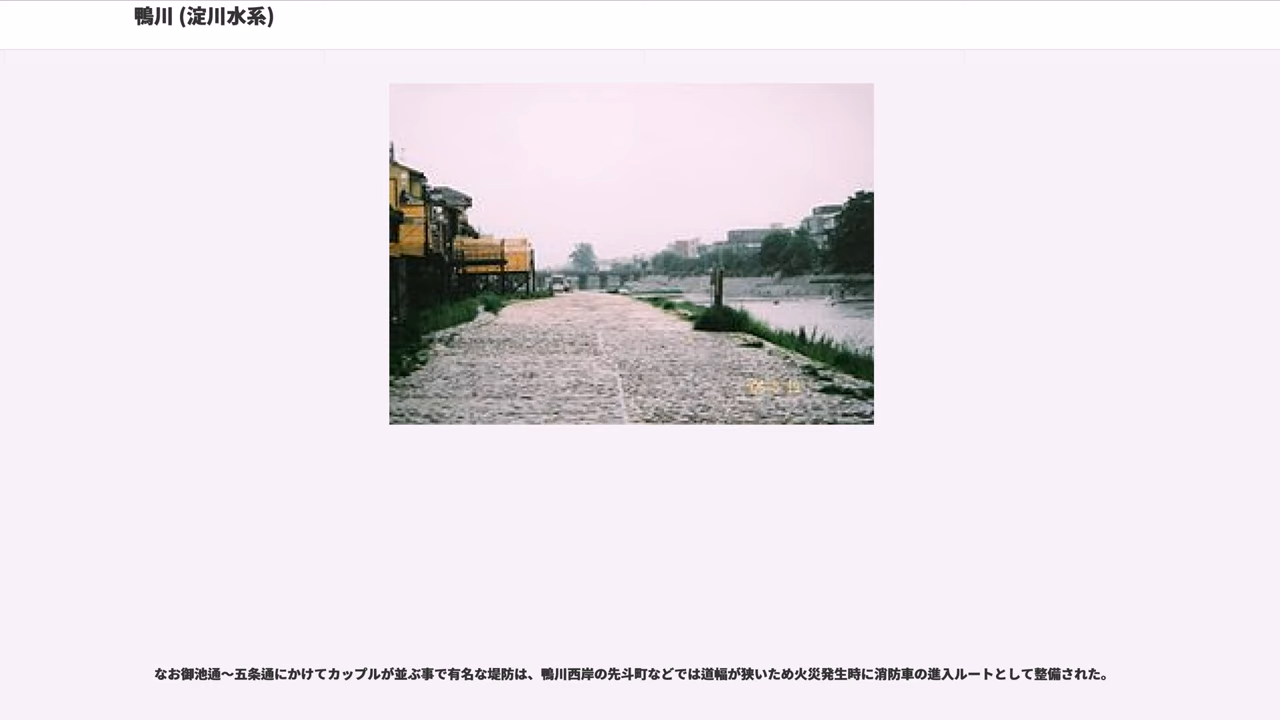 鴨川 (淀川水系)
なお御池通〜五条通にかけてカップルが並ぶ事で有名な堤防は、鴨川西岸の先斗町などでは道幅が狭いため火災発生時に消防車の進入ルートとして整備された。